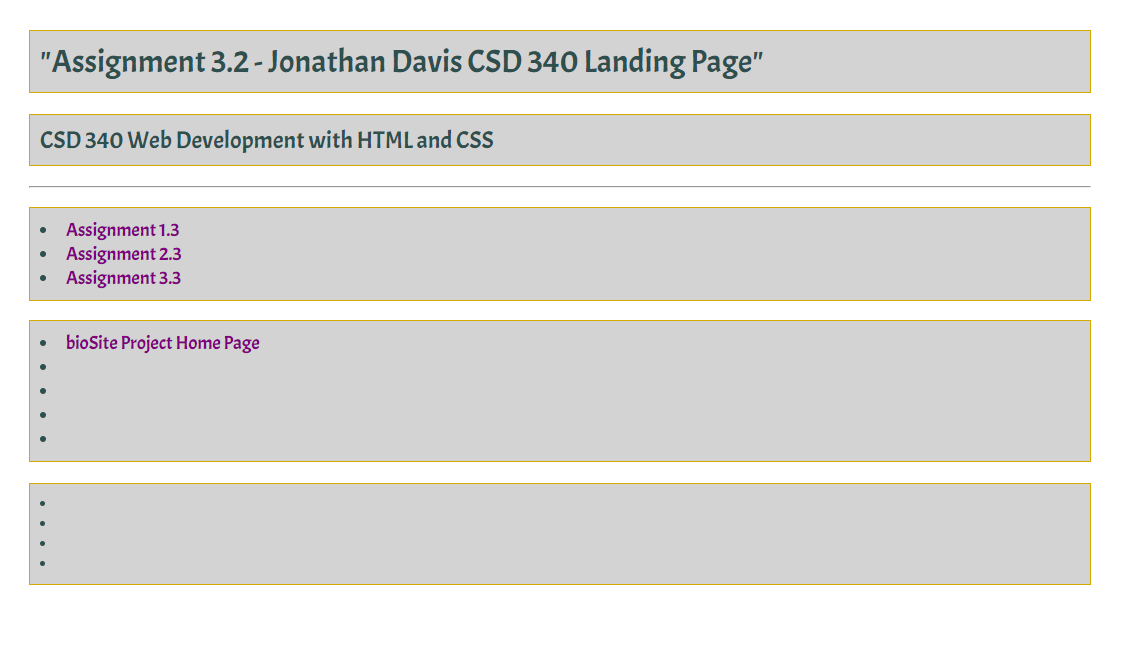 "Assignment 3.2 - Jonathan Davis CSD 340 Landing Page"
CSD 340 Web Development with HTML and CSS
Assignment 1.3
Assignment 2.3
Assignment 3.3
bioSite Project Home Page